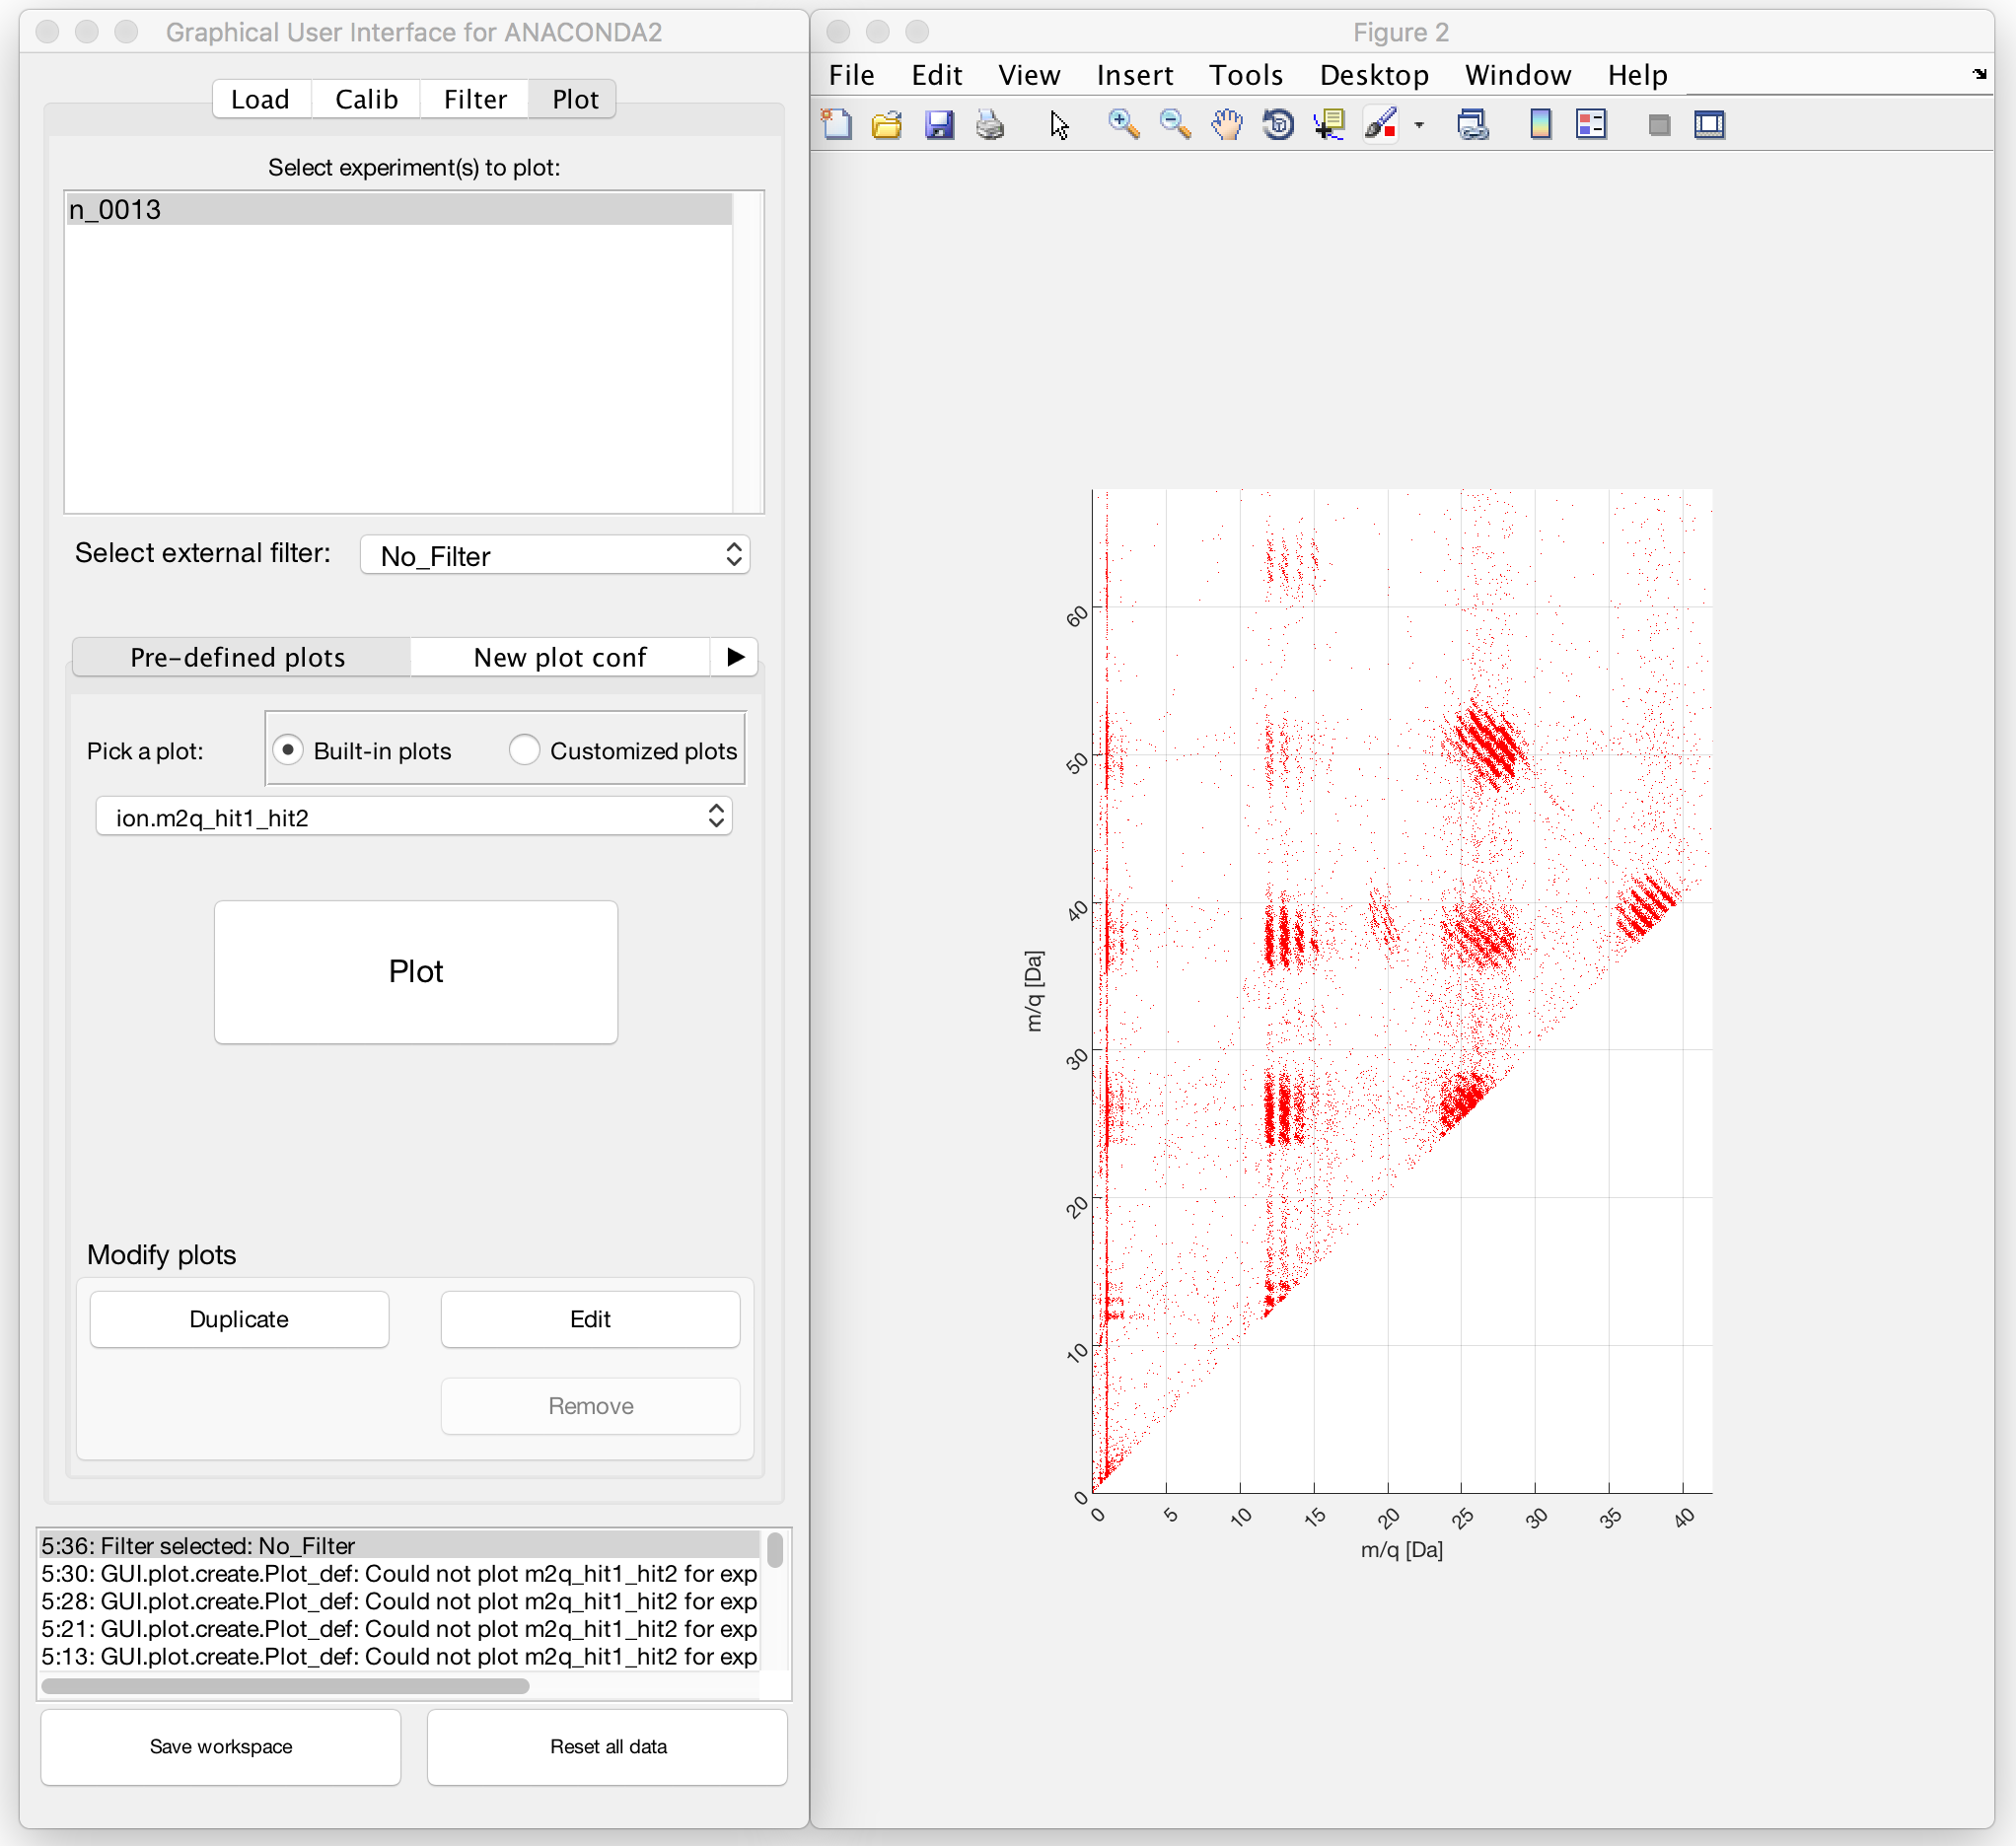 Graphical User Interface for ANACONDA2
Load Calib Filter Plot
Select experiment(s) to plot:
n_0013
Select external filter: No_Filter
Pre-defined plots New plot conf
Pick a plot: Built-in plots Customized plots
ion.m2q_hit1_hit2
Plot
Modify plots
Duplicate Edit
Remove
5:36: Filter selected: No_Filter
5:30: GUI.plot.create.Plot_def: Could not plot m2q_hit1_hit2 for exp
5:28: GUI.plot.create.Plot_def: Could not plot m2q_hit1_hit2 for exp
5:21: GUI.plot.create.Plot_def: Could not plot m2q_hit1_hit2 for exp
5:13: GUI.plot.create.Plot_def: Could not plot m2q_hit1_hit2 for exp
Save workspace Reset all data
Figure 2
File Edit View Insert Tools Desktop Window Help
60
50
40
30
20
10
0
m/q [Da]
0 5 10 15 20 25 30 35 40
m/q [Da]